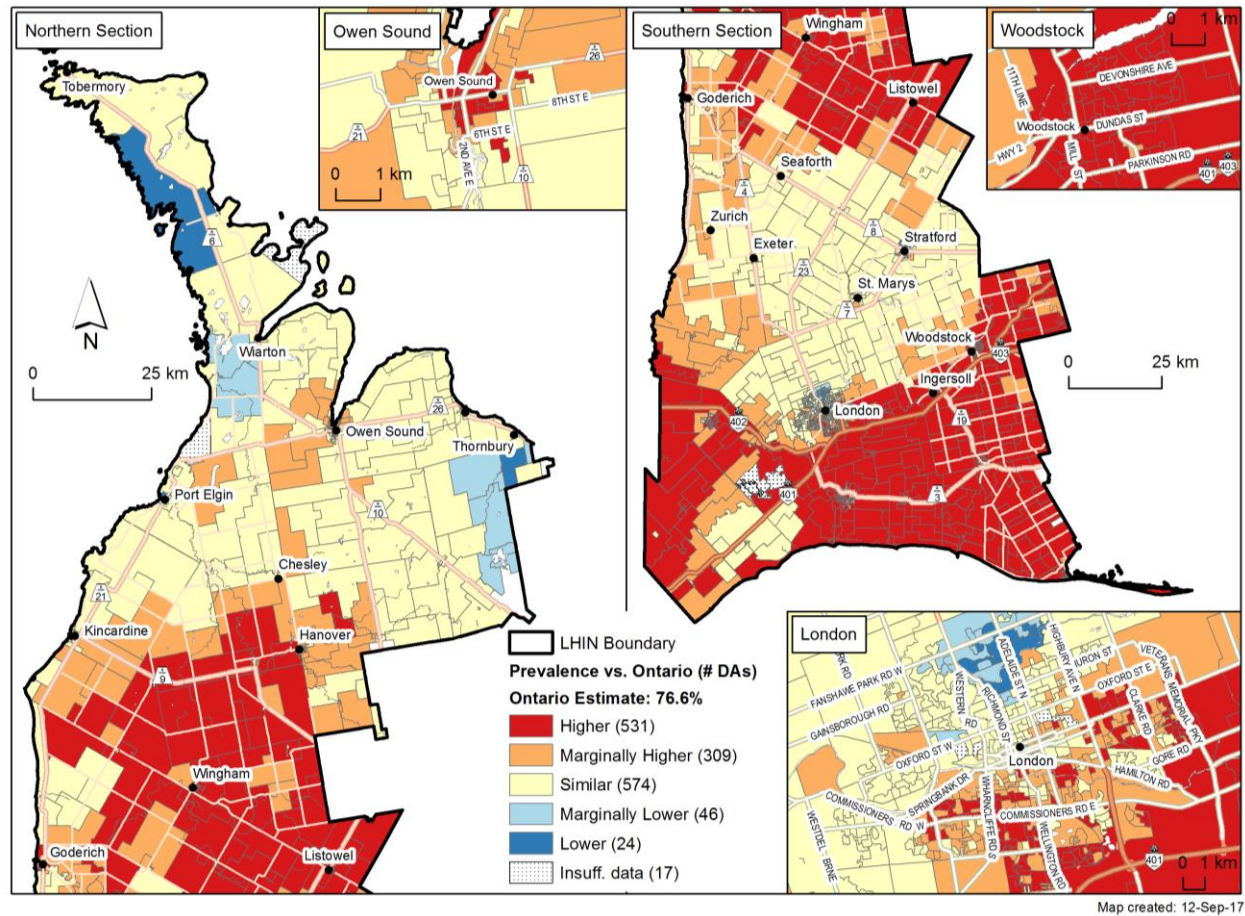 Northern Section
Tobermory
6
N
0 25 km
Wiarton
Owen Sound
26
Thornbury
10
Port Elgin
21
Chesley
Kincardine
Hanover
9
Wingham
Goderich
Listowel
Owen Sound
26
Owen Sound
8TH ST E
6TH ST E
21
2ND AVE E
10
0 1 km
Southern Section
Wingham
Listowel
Goderich
Seaforth
4
8
Zurich
Exeter
Stratford
23
St. Marys
7
Woodstock
403
Ingersoll
0 25 km
London
402
19
401
3
Woodstock
0 1 km
11TH LINE
DEVONSHIRE AVE
Woodstock
DUNDAS ST
HWY 2
MILL ST
PARKINSON RD
401
403
LHIN Boundary
Prevalence vs. Ontario (# DAs)
Ontario Estimate: 76.6%
Higher (531)
Marginally Higher (309)
Similar (574)
Marginally Lower (46)
Lower (24)
Insuff. data (17)
London
RK RD
FANSHAWE PARK RD W
GAINSBOROUGH RD
WESTERN RD
RICHMOND ST
ADELAIDE ST N
HIGHBURY AVE N
IURON ST
OXFORD ST E
VETERANS MEMORIAL PKY
CLARKE RD
OXFORD ST W
London
GORE RD
HAMILTON RD
SPRINGBANK DR
COMMISSIONERS RD W
COMMISSIONERS RD E
WESTDEL-BRNE
WHARNCLIFFE RD S
WELLINGTON RD
401
0 1 km
Map created: 12-Sep-17